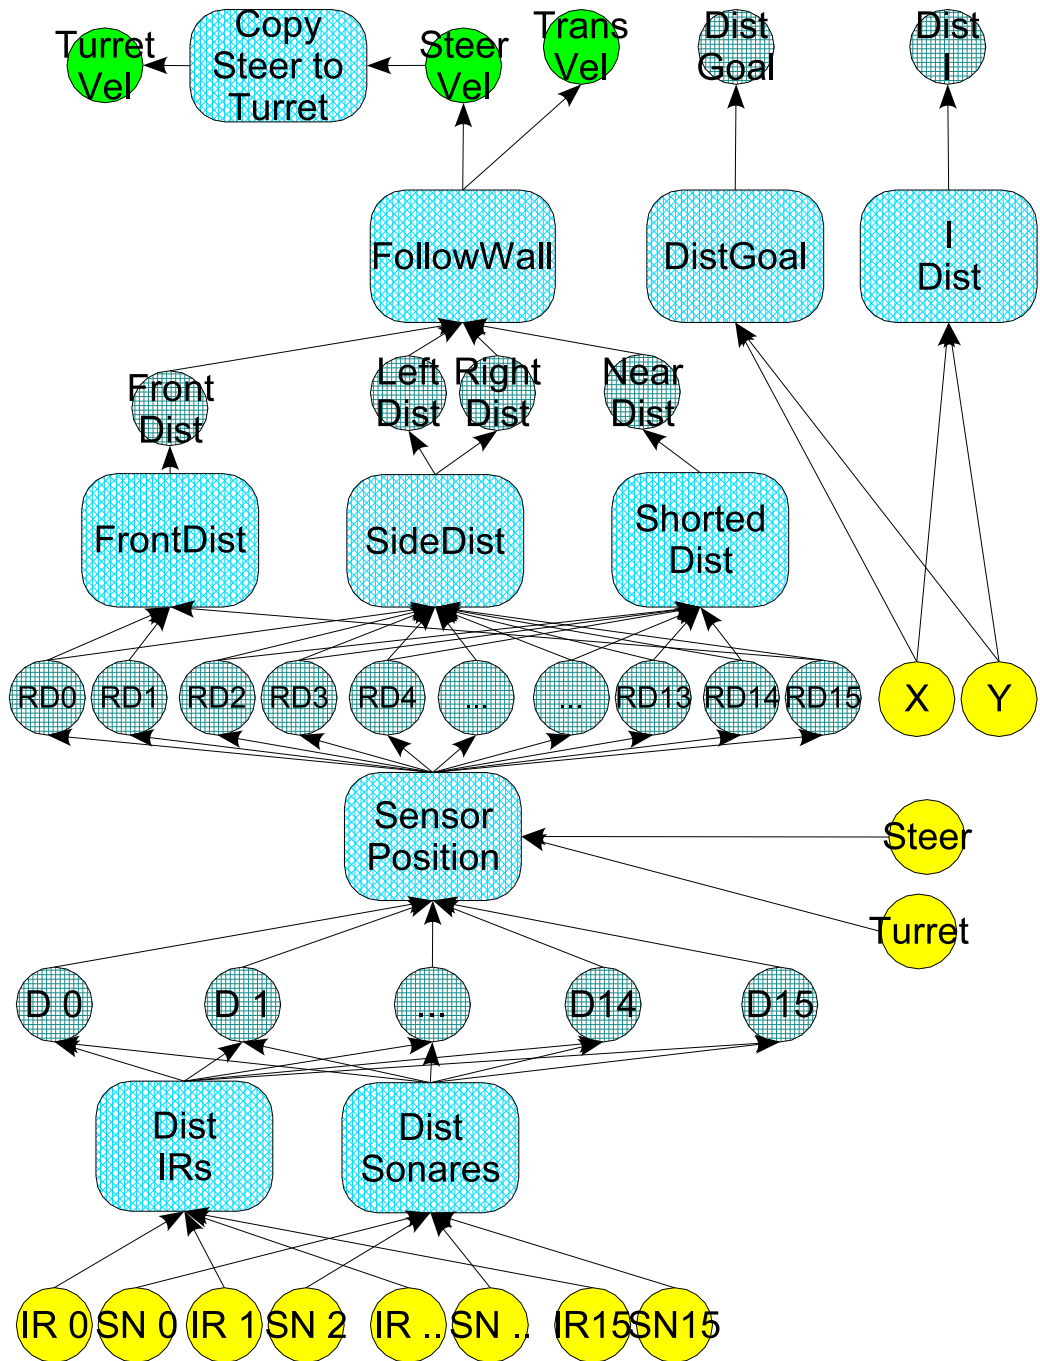 Turret
Vel
Copy
Steer to
Turret
Steer
Vel
Trans
Vel
Dist
Goal
Dist
I
FollowWall
DistGoal
I
Dist
Front
Dist
Left
Dist
Right
Dist
Near
Dist
FrontDist
SideDist
Shorted
Dist
RD0
RD1
RD2
RD3
RD4
...
...
RD13
RD14
RD15
X
Y
Sensor
Position
Steer
Turret
D 0
D 1
...
D14
D15
Dist
IRs
Dist
Sonares
IR 0
SN 0
IR 1
SN 2
IR ..
SN ..
IR15
SN15